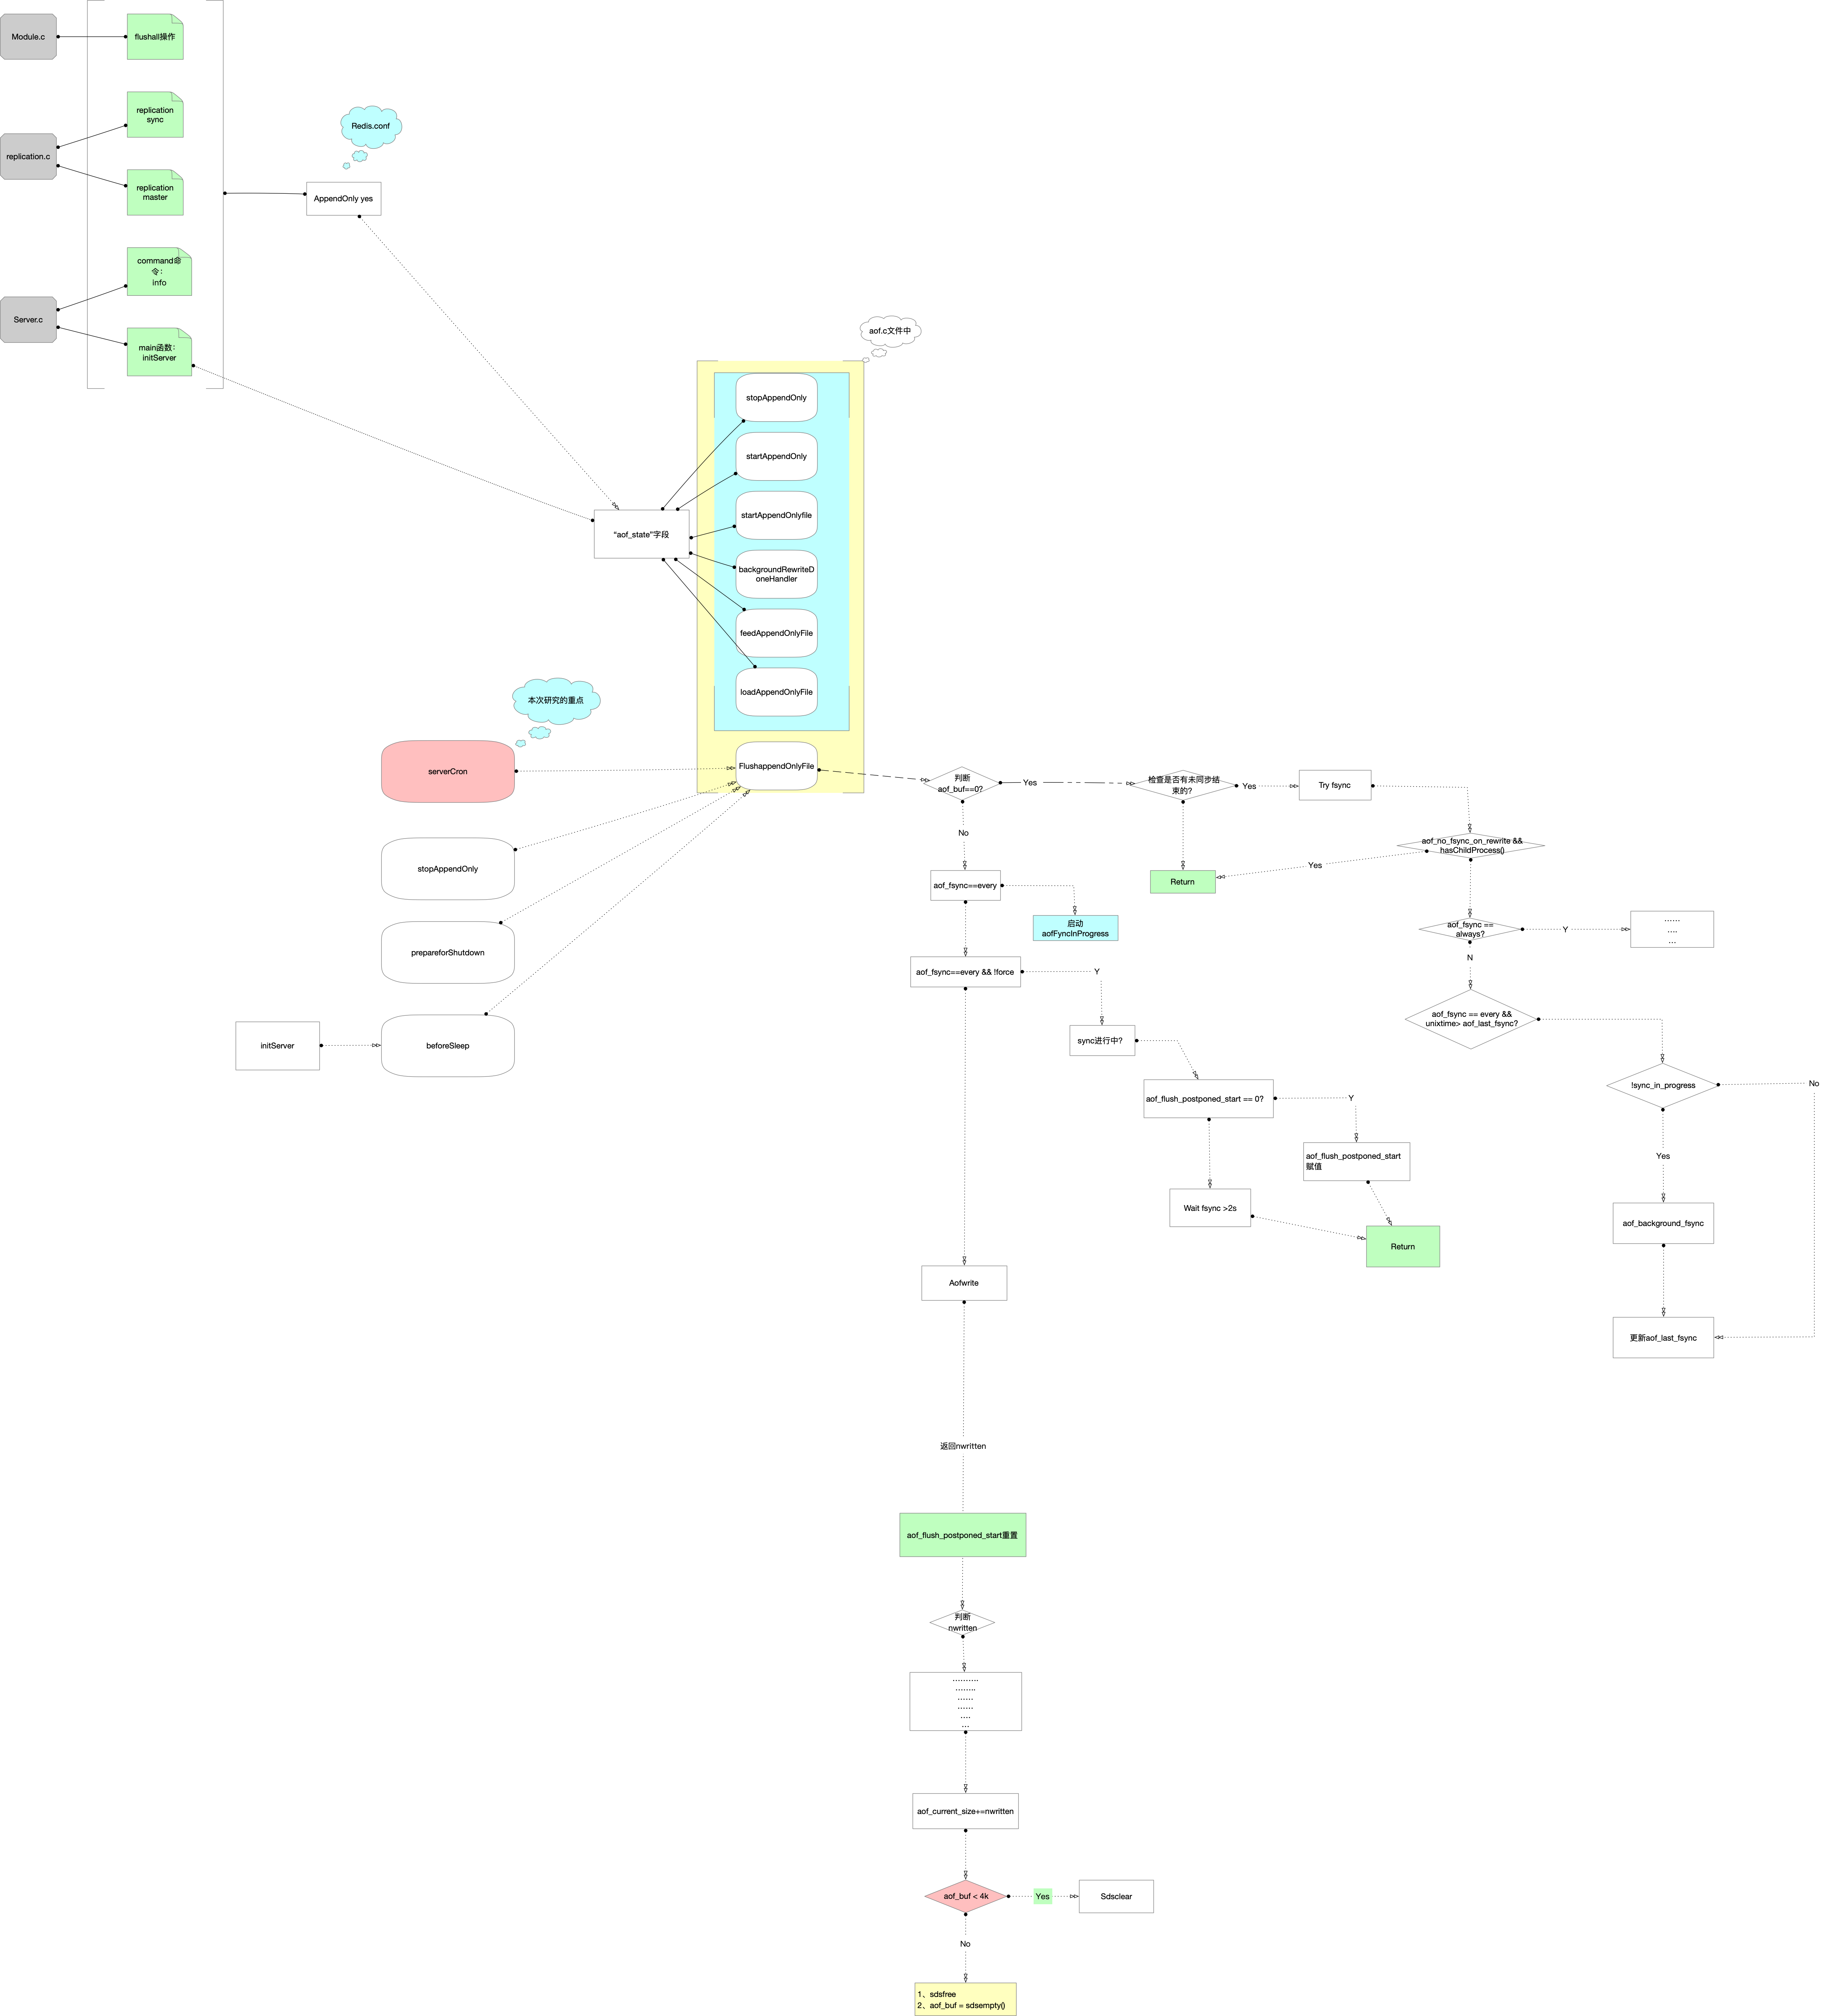 Module.c
flushall操作
replication
sync
Redis.conf
replication.c
replication
master
AppendOnly yes
command命
令：
info
Server.c
main函数：
initServer
aof.c文件中
stopAppendOnly
startAppendOnly
startAppendOnlyfile
“aof_state”字段
backgroundRewriteD
oneHandler
feedAppendOnlyFile
loadAppendOnlyFile
本次研究的重点
serverCron
FlushappendOnlyFile
判断
aof_buf==0?
Yes
检查是否有未同步结
束的?
Yes
Try fsync
No
aof_no_fsync_on_rewrite &&
hasChildProcess()
Yes
Return
stopAppendOnly
aof_fsync==every
启动
aofFyncInProgress
aof_fsync ==
always?
Y
……
….
…
prepareforShutdown
aof_fsync==every && !force
Y
N
aof_fsync == every &&
unixtime> aof_last_fsync?
initServer
beforeSleep
sync进行中?
!sync_in_progress
No
aof_flush_postponed_start == 0?
Y
aof_flush_postponed_start
赋值
Yes
Wait fsync >2s
aof_background_fsync
Return
Aofwrite
更新aof_last_fsync
返回nwritten
aof_flush_postponed_start重置
判断
nwritten
……….
……..
……
……
….
…
aof_current_size+=nwritten
aof_buf < 4k
Yes
Sdsclear
No
1、sdsfree
2、aof_buf = sdsempty()